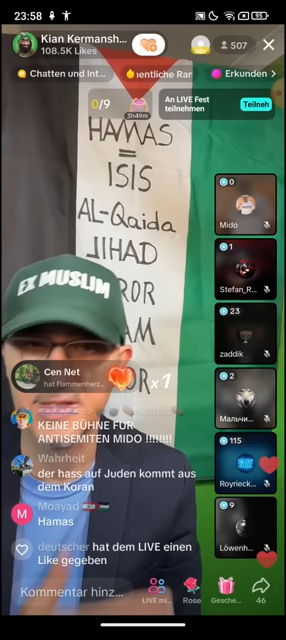 23:58
95
Kian Kermansh...
108.5K Likes
507
Chatten und Int...
Erkunden >
0/9
3h49m
An LIVE Fest
teilnehmen
Teilneh
HAMAS
=
ISIS
AL-Qaida
JIHAD
ROR
AM
OR
EX MUSLIM
0
Mido
1
Stefan_R...
23
zaddik
2
Мальчи...
115
Royrieck...
9
Löwenh...
Cen Net
hat Flammenherz...
x1
KEINE BÜHNE FÜR
ANTISEMITEN MIDO !!!!!!!!
Wahrheit
der hass auf Juden kommt aus
dem Koran
M
Moayad
Hamas
deutscher hat dem LIVE einen
Like gegeben
Kommentar hinz...
LIVE mi...
Rose
Gesche...
46